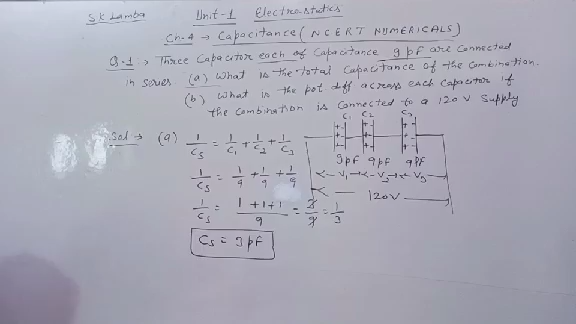 SK Lamba Unit-1 Electrostatics
Ch-4 → Capacitance (NCERT NUMERICALS)
Q.1 :→ Three Capacitor each of Capacitance 9 pF are connected
in series (a) What is the total Capacitance of the combination.
(b) What is the pot diff across each Capacitor if
the combination is connected to a 120 V supply
Sol → (a) 1/Cs = 1/C1 + 1/C2 + 1/C3
C1 C2 C3
1/Cs = 1/9 + 1/9 + 1/9
9pF 9pF 9pF
V1 V2 V3
120V
1/Cs = 1+1+1/9 = 3/9 = 1/3
Cs = 3pF